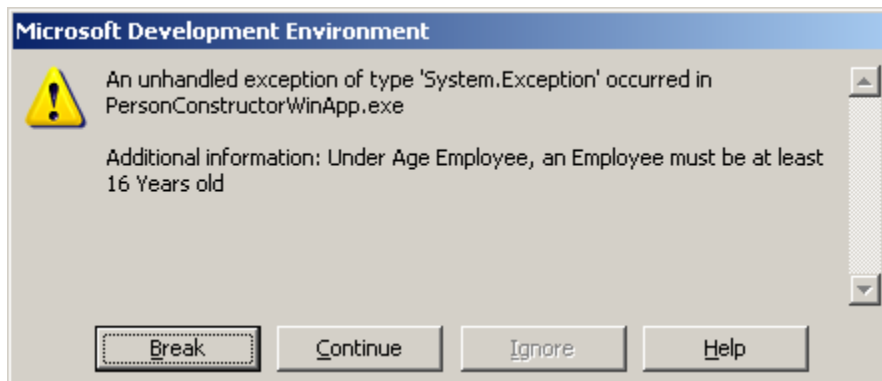 Microsoft Development Environment
An unhandled exception of type 'System.Exception' occurred in
PersonConstructorWinApp.exe
Additional information: Under Age Employee, an Employee must be at least
16 Years old
Break Continue Ignore Help